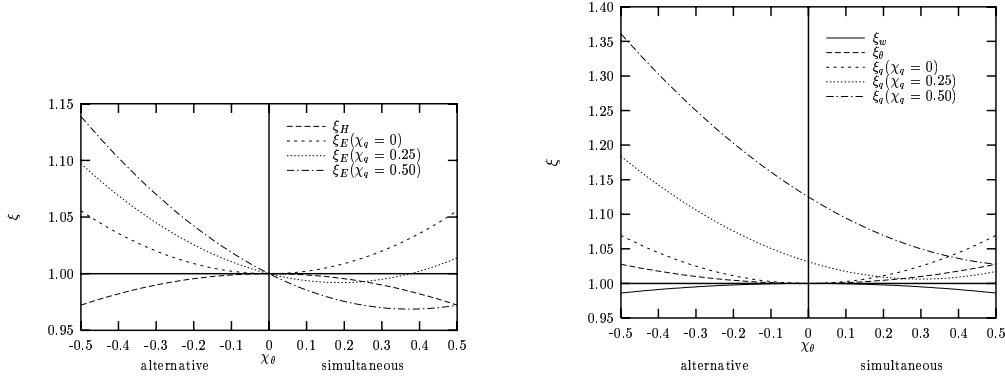 1.15
1.10
1.05
1.00
0.95
ξ
ξ_H
ξ_E(χ_q = 0)
ξ_E(χ_q = 0.25)
ξ_E(χ_q = 0.50)
-0.5 -0.4 -0.3 -0.2 -0.1 0 0.1 0.2 0.3 0.4 0.5
χ_θ
alternative simultaneous
1.40
1.35
1.30
1.25
1.20
1.15
1.10
1.05
1.00
0.95
ξ
ξ_w
ξ_θ
ξ_q(χ_q = 0)
ξ_q(χ_q = 0.25)
ξ_q(χ_q = 0.50)
-0.5 -0.4 -0.3 -0.2 -0.1 0 0.1 0.2 0.3 0.4 0.5
χ_θ
alternative simultaneous